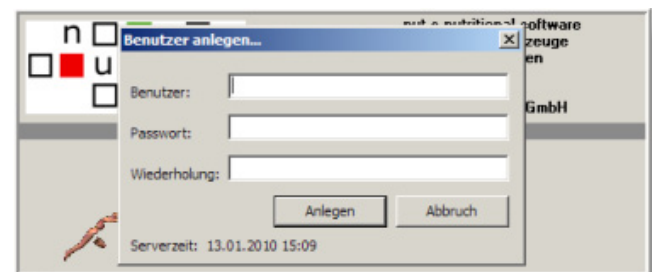 n
u
nut.s nutritional software
zeuge
en
GmbH
Benutzer anlegen...
Benutzer:
Passwort:
Wiederholung:
Anlegen Abbruch
Serverzeit: 13.01.2010 15:09